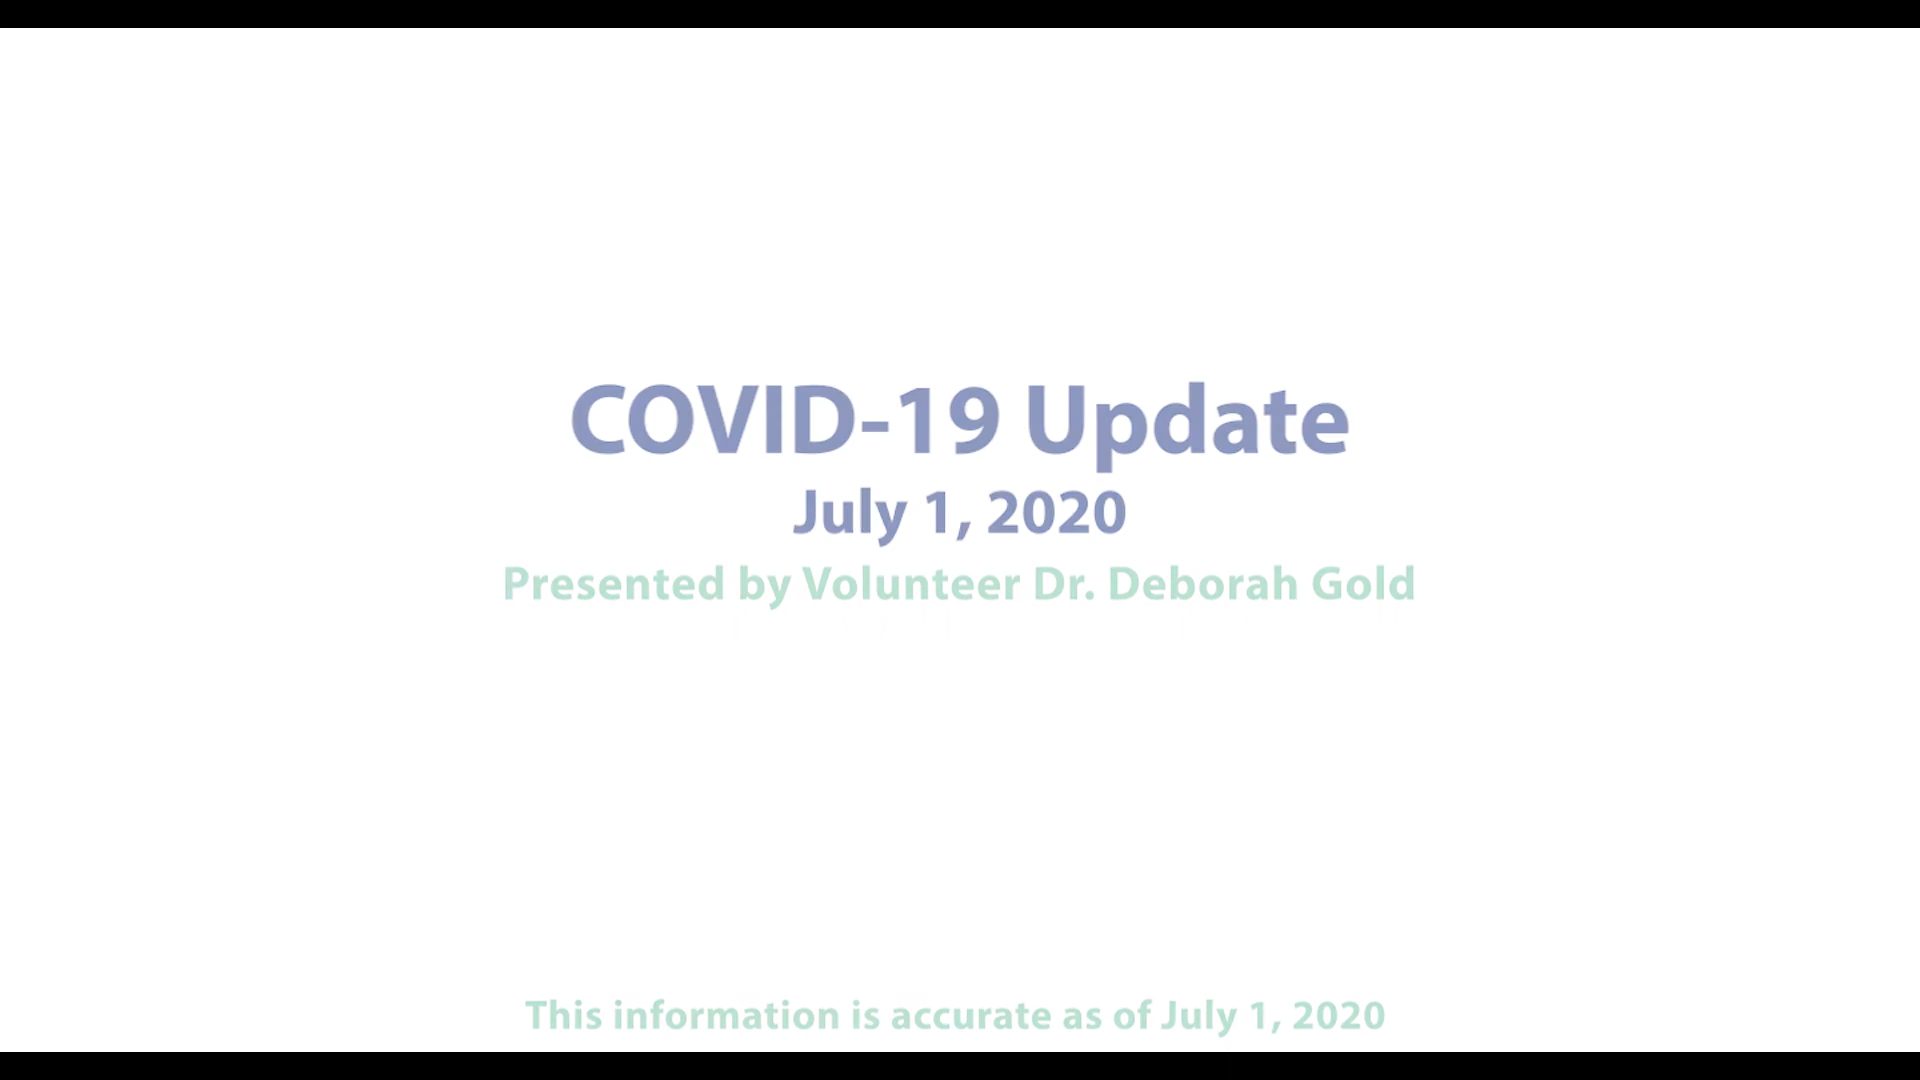 COVID-19 Update
July 1, 2020
Presented by Volunteer Dr. Deborah Gold
This information is accurate as of July 1, 2020